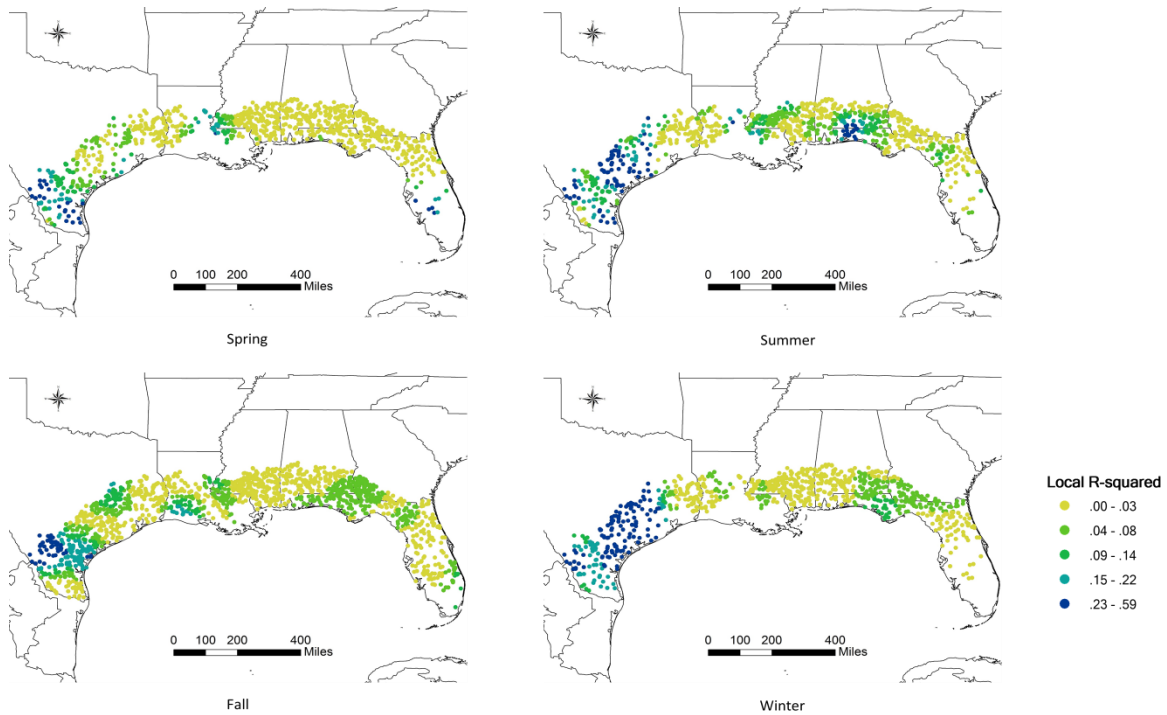 0 100 200 400
Miles
Spring
0 100 200 400
Miles
Summer
0 100 200 400
Miles
Fall
0 100 200 400
Miles
Winter
Local R-squared
.00 - .03
.04 - .08
.09 - .14
.15 - .22
.23 - .59